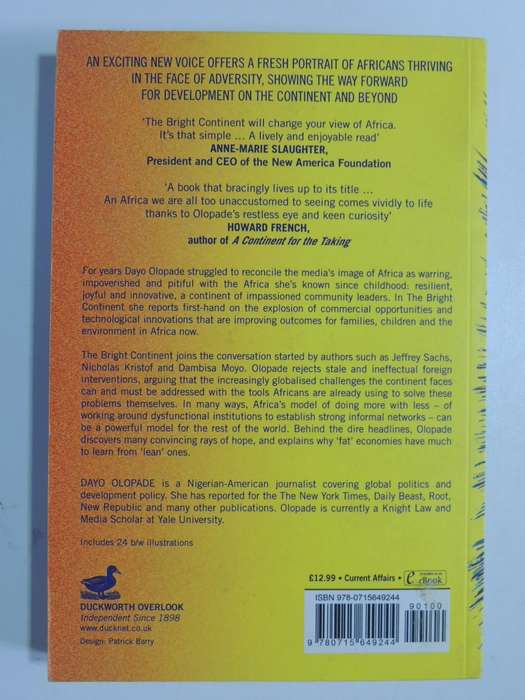 AN EXCITING NEW VOICE OFFERS A FRESH PORTRAIT OF AFRICANS THRIVING
IN THE FACE OF ADVERSITY, SHOWING THE WAY FORWARD
FOR DEVELOPMENT ON THE CONTINENT AND BEYOND
'The Bright Continent will change your view of Africa.
It's that simple ... A lively and enjoyable read'
ANNE-MARIE SLAUGHTER,
President and CEO of the New America Foundation
'A book that bracingly lives up to its title ...
An Africa we are all too unaccustomed to seeing comes vividly to life
thanks to Olopade's restless eye and keen curiosity'
HOWARD FRENCH,
author of A Continent for the Taking
For years Dayo Olopade struggled to reconcile the media's image of Africa as warring,
impoverished and pitiful with the Africa she's known since childhood: resilient,
joyful and innovative, a continent of impassioned community leaders. In The Bright
Continent she reports first-hand on the explosion of commercial opportunities and
technological innovations that are improving outcomes for families, children and the
environment in Africa now.
The Bright Continent joins the conversation started by authors such as Jeffrey Sachs,
Nicholas Kristof and Dambisa Moyo. Olopade rejects stale and ineffectual foreign
interventions, arguing that the increasingly globalised challenges the continent faces
can and must be addressed with the tools Africans are already using to solve these
problems themselves. In many ways, Africa's model of doing more with less – of
working around dysfunctional institutions to establish strong informal networks – can
be a powerful model for the rest of the world. Behind the dire headlines, Olopade
discovers many convincing rays of hope, and explains why 'fat' economies have much
to learn from 'lean' ones.
DAYO OLOPADE is a Nigerian-American journalist covering global politics and
development policy. She has reported for the The New York Times, Daily Beast, Root,
New Republic and many other publications. Olopade is currently a Knight Law and
Media Scholar at Yale University.
Includes 24 b/w illustrations
£12.99 • Current Affairs •
eBook
DUCKWORTH OVERLOOK
Independent Since 1898
www.ducknet.co.uk
Design: Patrick Barry
ISBN 978-0715649244
90100
9 780715 649244